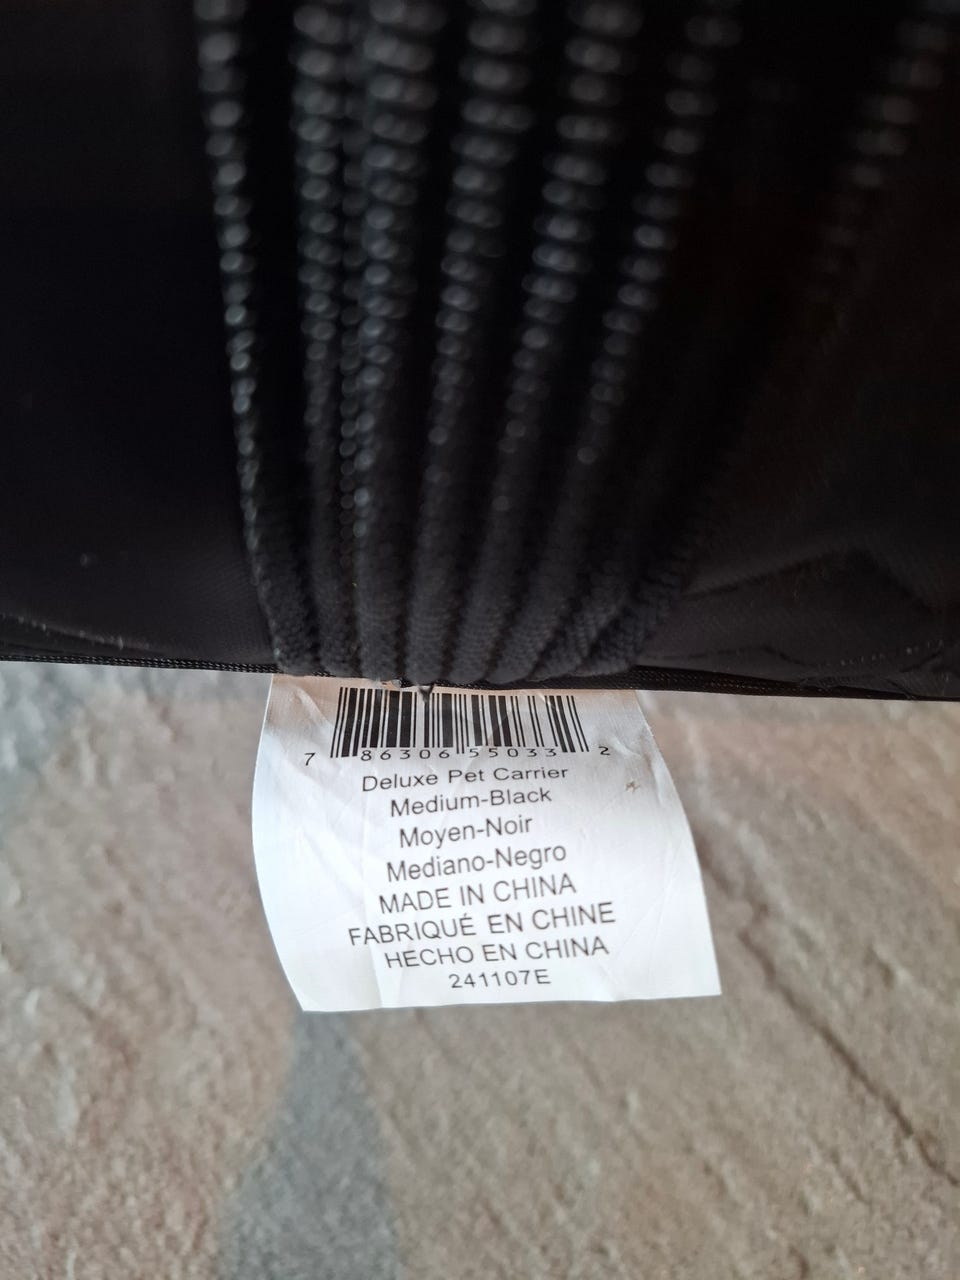 7 86306 55033 2
Deluxe Pet Carrier
Medium-Black
Moyen-Noir
Mediano-Negro
MADE IN CHINA
FABRIQUÉ EN CHINE
HECHO EN CHINA
241107E